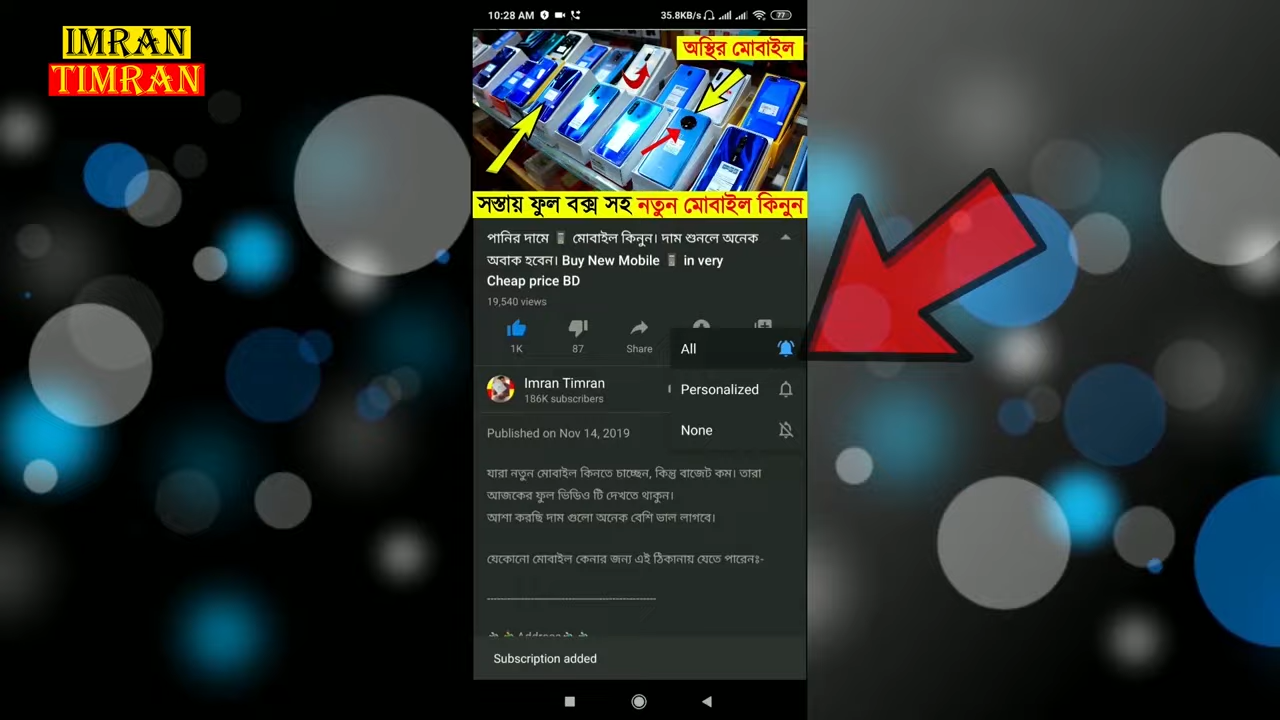 IMRAN
TIMRAN
10:28 AM
35.8KB/s
77
অস্থির মোবাইল
সস্তায় ফুল বক্স সহ নতুন মোবাইল কিনুন
পানির দামে 📱 মোবাইল কিনুন। দাম শুনলে অনেক
অবাক হবেন। Buy New Mobile 📱 in very
Cheap price BD
19,540 views
1K
87
Share
All
Personalized
None
Imran Timran
186K subscribers
Published on Nov 14, 2019
যারা নতুন মোবাইল কিনতে চাচ্ছেন, কিন্তু বাজেট কম। তারা
আজকের ফুল ভিডিও টি দেখতে থাকুন।
আশা করছি দাম গুলো অনেক বেশি ভাল লাগবে।
যেকোনো মোবাইল কেনার জন্য এই ঠিকানায় যেতে পারেনঃ-
Subscription added